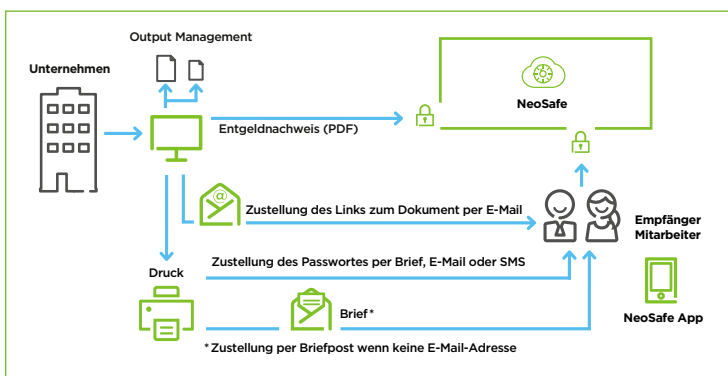 Output Management
Unternehmen
NeoSafe
Entgeldnachweis (PDF)
@
Zustellung des Links zum Dokument per E-Mail
Empfänger
Mitarbeiter
Druck
Zustellung des Passwortes per Brief, E-Mail oder SMS
Brief*
NeoSafe App
*Zustellung per Briefpost wenn keine E-Mail-Adresse